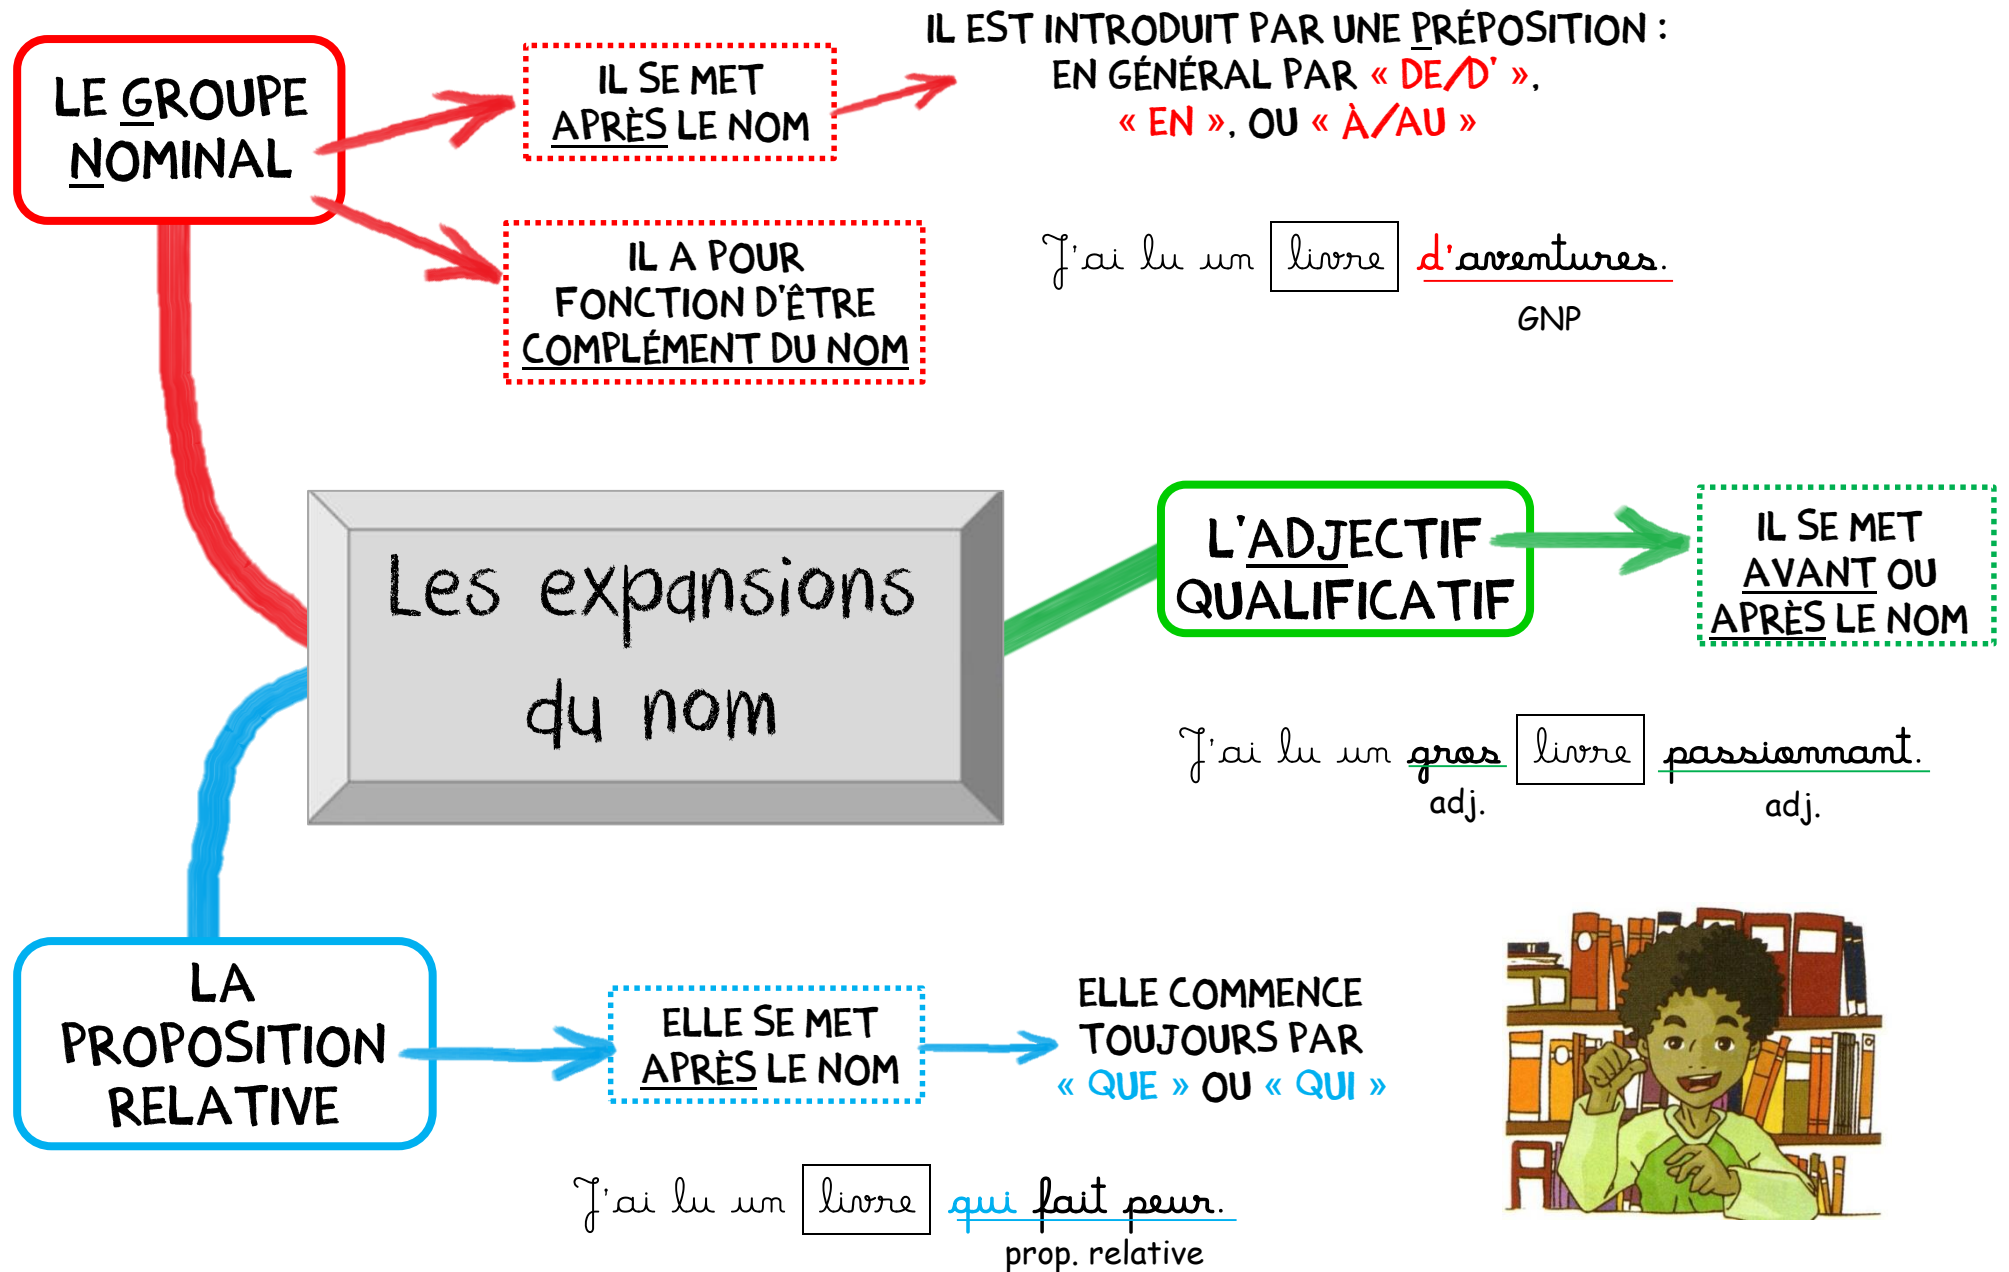 LE GROUPE
NOMINAL
IL SE MET
APRÈS LE NOM
IL EST INTRODUIT PAR UNE PRÉPOSITION :
EN GÉNÉRAL PAR « DE/D' »,
« EN », OU « À/AU »
IL A POUR
FONCTION D'ÊTRE
COMPLÉMENT DU NOM
J'ai lu un livre d'aventures.
GNP
Les expansions
du nom
L'ADJECTIF
QUALIFICATIF
IL SE MET
AVANT OU
APRÈS LE NOM
J'ai lu un gros livre passionnant.
adj. adj.
LA
PROPOSITION
RELATIVE
ELLE SE MET
APRÈS LE NOM
ELLE COMMENCE
TOUJOURS PAR
« QUE » OU « QUI »
J'ai lu un livre qui fait peur.
prop. relative